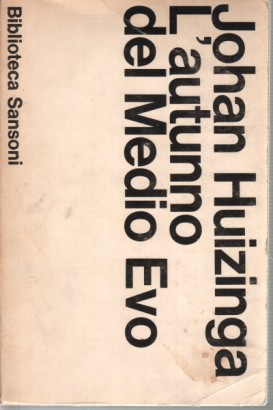 Johan Huizinga
L'autunno
del Medio Evo
Biblioteca Sansoni